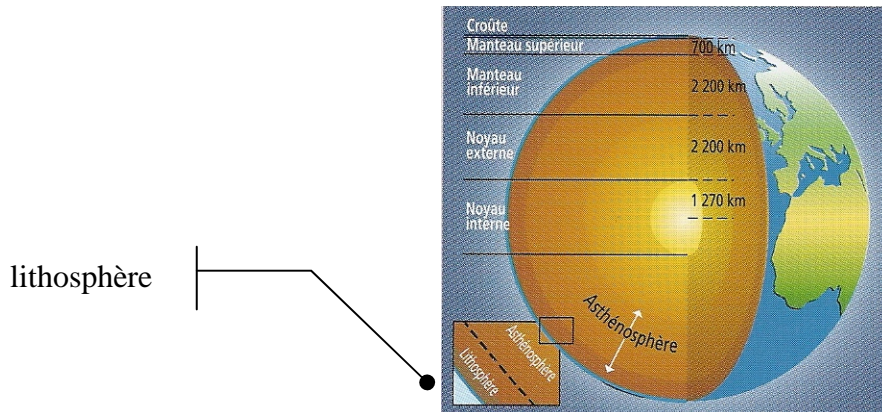 Croûte
Manteau supérieur
700 km
Manteau
inférieur
2 200 km
Noyau
externe
2 200 km
Noyau
interne
1 270 km
lithosphère
Asthénosphère
Asthénosphère
Lithosphère